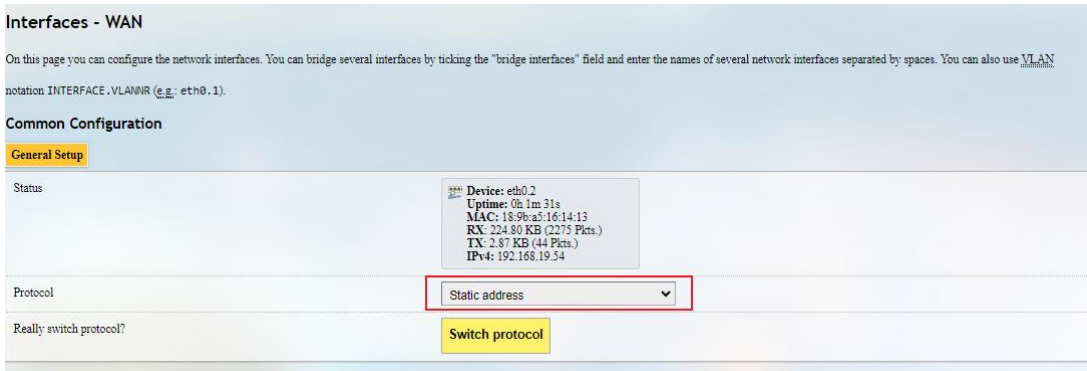 Interfaces - WAN
On this page you can configure the network interfaces. You can bridge several interfaces by ticking the "bridge interfaces" field and enter the names of several network interfaces separated by spaces. You can also use VLAN
notation INTERFACE.VLANNR (e.g.: eth0.1).
Common Configuration
General Setup
Status
Device: eth0.2
Uptime: 0h 1m 31s
MAC: 18:9b:a5:16:14:13
RX: 224.80 KB (2275 Pkts.)
TX: 2.87 KB (44 Pkts.)
IPv4: 192.168.19.54
Protocol
Static address
Really switch protocol?
Switch protocol